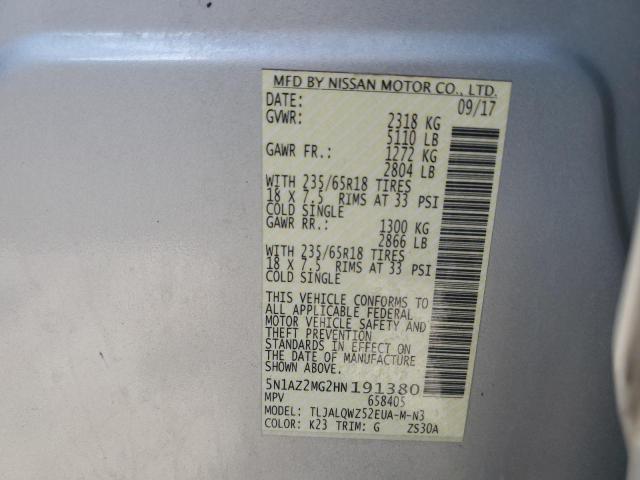 MFD BY NISSAN MOTOR CO., LTD.
DATE: 09/17
GVWR: 2318 KG
5110 LB
GAWR FR.: 1272 KG
2804 LB
WITH 235/65R18 TIRES
18 X 7.5 RIMS AT 33 PSI
COLD SINGLE
GAWR RR.: 1300 KG
2866 LB
WITH 235/65R18 TIRES
18 X 7.5 RIMS AT 33 PSI
COLD SINGLE
THIS VEHICLE CONFORMS TO
ALL APPLICABLE FEDERAL
MOTOR VEHICLE SAFETY AND
THEFT PREVENTION
STANDARDS IN EFFECT ON
THE DATE OF MANUFACTURE
SHOWN ABOVE.
5N1AZ2MG2HN191380
MPV 658405
MODEL: TLJALQWZ52EUA-M-N3
COLOR: K23 TRIM: G ZS30A